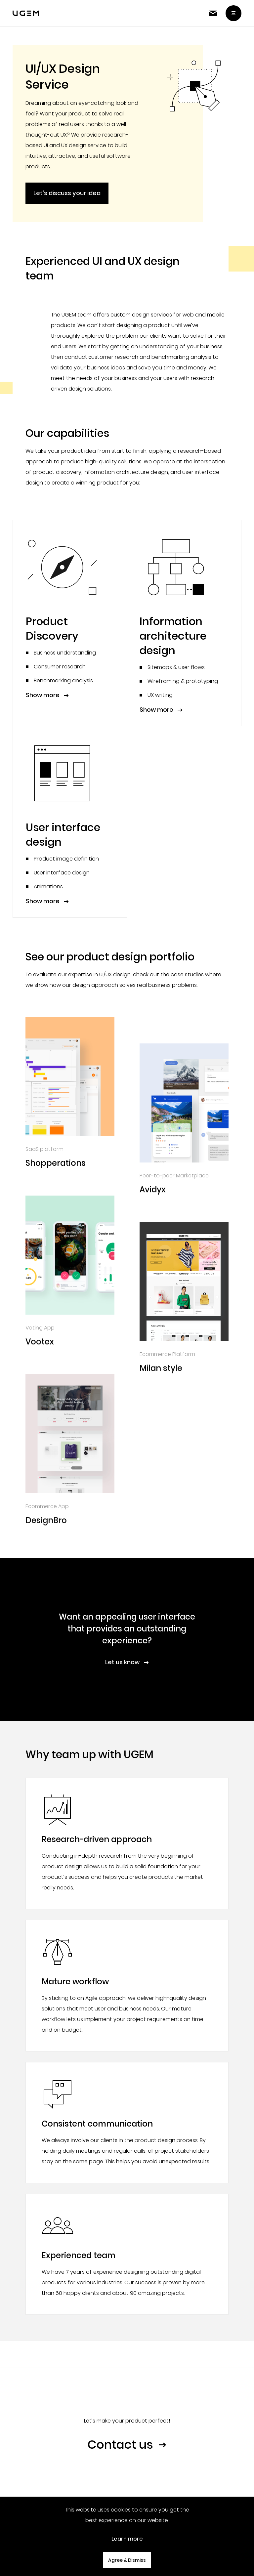 UGEM
UI/UX Design
Service
Dreaming about an eye-catching look and
feel? Want your product to solve real
problems of real users thanks to a well-
thought-out UX? We provide research-
based UI and UX design service to build
intuitive, attractive, and useful software
products.
Let's discuss your idea
Experienced UI and UX design
team
The UGEM team offers custom design services for web and mobile
products. We don't start designing a product until we've
thoroughly explored the problem our clients want to solve for their
end users. We start by getting an understanding of your business,
then conduct customer research and benchmarking analysis to
validate your business ideas and save you time and money. We
meet the needs of your business and your users with research-
driven design solutions.
Our capabilities
We take your product idea from start to finish, applying a research-based
approach to produce high-quality solutions. We operate at the intersection
of product discovery, information architecture design, and user interface
design to create a winning product for you:
Product
Discovery
Business understanding
Consumer research
Benchmarking analysis
Show more →
Information
architecture
design
Sitemaps & user flows
Wireframing & prototyping
UX writing
Show more →
User interface
design
Product image definition
User interface design
Animations
Show more →
See our product design portfolio
To evaluate our expertise in UI/UX design, check out the case studies where
we show how our design approach solves real business problems.
SaaS platform
Shopperations
Peer-to-peer Marketplace
Avidyx
Voting App
Vootex
Ecommerce Platform
Milan style
Ecommerce App
DesignBro
Want an appealing user interface
that provides an outstanding
experience?
Let us know →
Why team up with UGEM
Research-driven approach
Conducting in-depth research from the very beginning of
product design allows us to build a solid foundation for your
product's success and helps you create products the market
really needs.
Mature workflow
By sticking to an Agile approach, we deliver high-quality design
solutions that meet user and business needs. Our mature
workflow lets us implement your project requirements on time
and on budget.
Consistent communication
We always involve our clients in the product design process. By
holding daily meetings and regular calls, all project stakeholders
stay on the same page. This helps you avoid unexpected results.
Experienced team
We have 7 years of experience designing outstanding digital
products for various industries. Our success is proven by more
than 60 happy clients and about 90 amazing projects.
Let's make your product perfect!
Contact us →
This website uses cookies to ensure you get the
best experience on our website.
Learn more
Agree & Dismiss